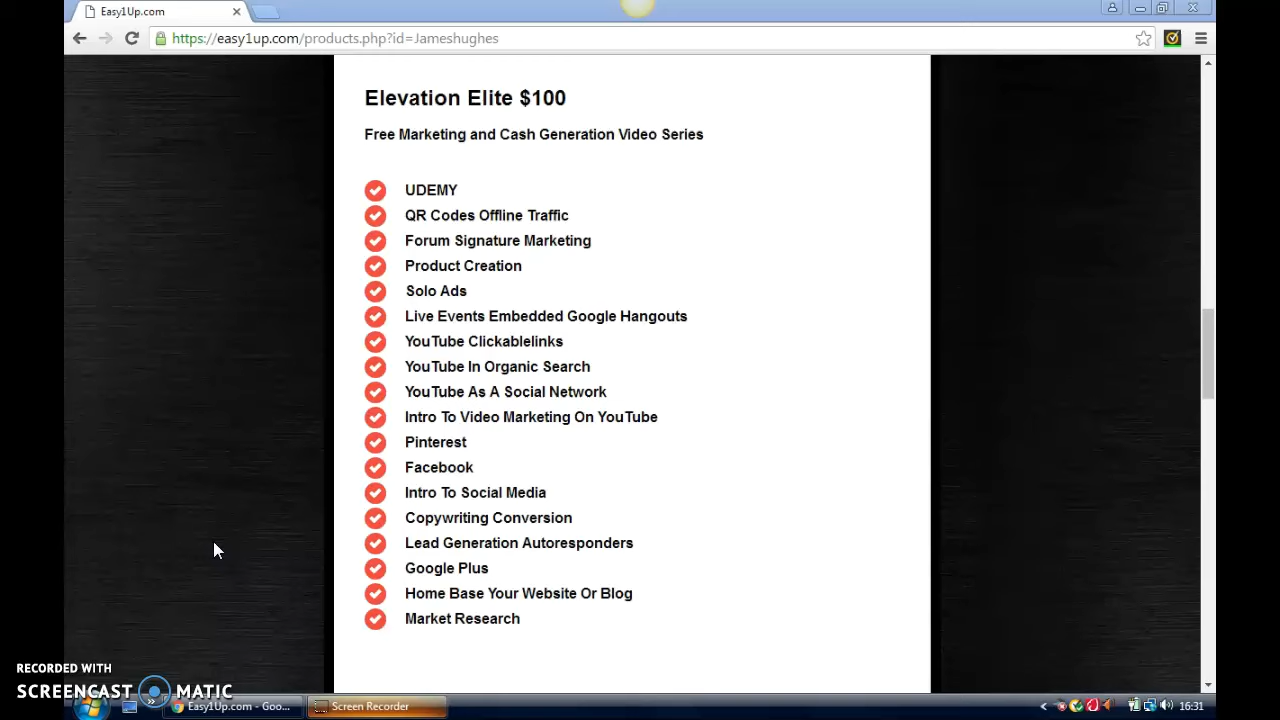 Easy1Up.com
https://easy1up.com/products.php?id=Jameshughes
Elevation Elite $100
Free Marketing and Cash Generation Video Series
UDEMY
QR Codes Offline Traffic
Forum Signature Marketing
Product Creation
Solo Ads
Live Events Embedded Google Hangouts
YouTube Clickablelinks
YouTube In Organic Search
YouTube As A Social Network
Intro To Video Marketing On YouTube
Pinterest
Facebook
Intro To Social Media
Copywriting Conversion
Lead Generation Autoresponders
Google Plus
Home Base Your Website Or Blog
Market Research
RECORDED WITH
SCREENCAST MATIC
Easy1Up.com - Goo...
Screen Recorder
16:31